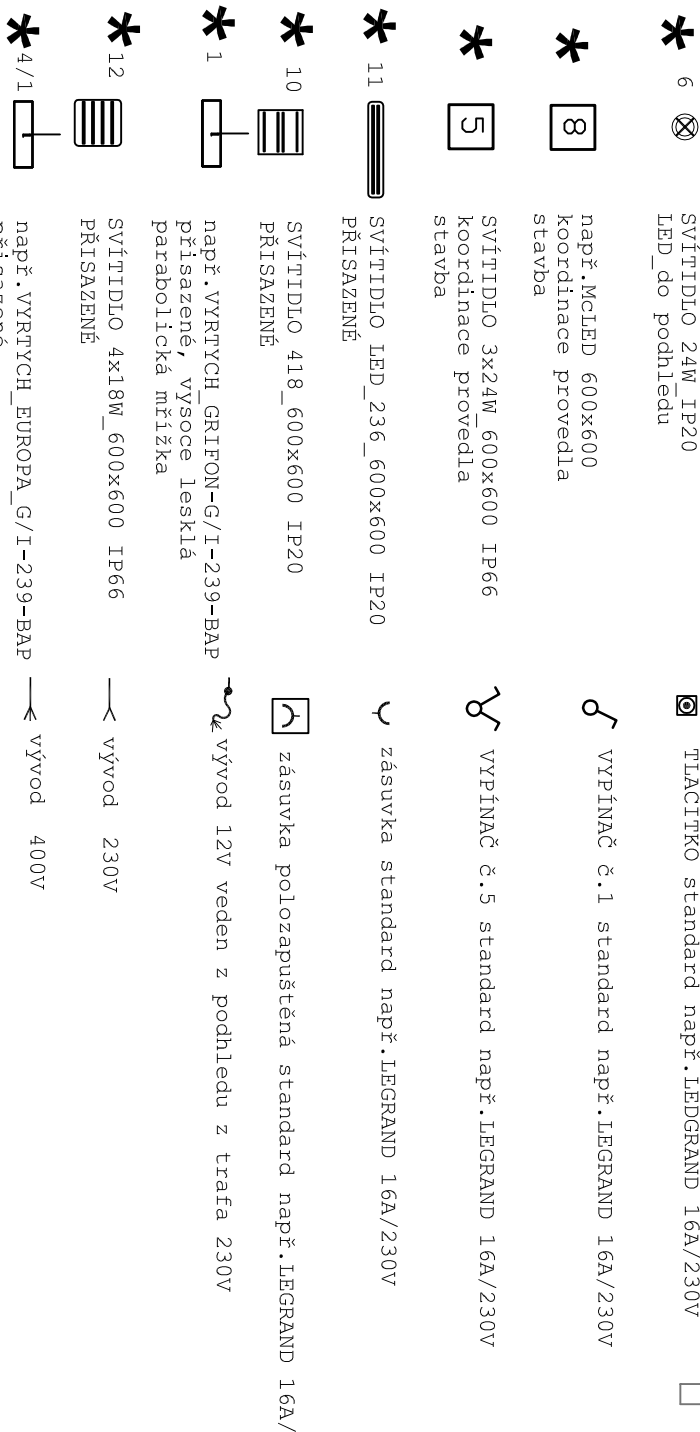 6
SVÍTIDLO 24W_IP20
LED_do podhledu
8
např.McLED 600x600
koordinace provedla
stavba
5
SVÍTIDLO 3x24W_600x600 IP66
koordinace provedla
stavba
11
SVÍTIDLO LED_236_600x600 IP20
PŘISAZENÉ
10
SVÍTIDLO 418_600x600 IP20
PŘISAZENÉ
1
např.VYRTYCH_GRIFON-G/I-239-BAP
přisazené, vysoce lesklá
parabolická mřížka
12
SVÍTIDLO 4x18W_600x600 IP66
PŘISAZENÉ
4/1
např.VYRTYCH_EUROPA_G/I-239-BAP
TLACITKO standard např.LEDGRAND 16A/230V
VYPÍNAČ č.1 standard např.LEGRAND 16A/230V
VYPÍNAČ č.5 standard např.LEGRAND 16A/230V
zásuvka standard např.LEGRAND 16A/230V
zásuvka polozapuštěná standard např.LEGRAND 16A/
vývod 12V veden z podhledu z trafa 230V
vývod 230V
vývod 400V